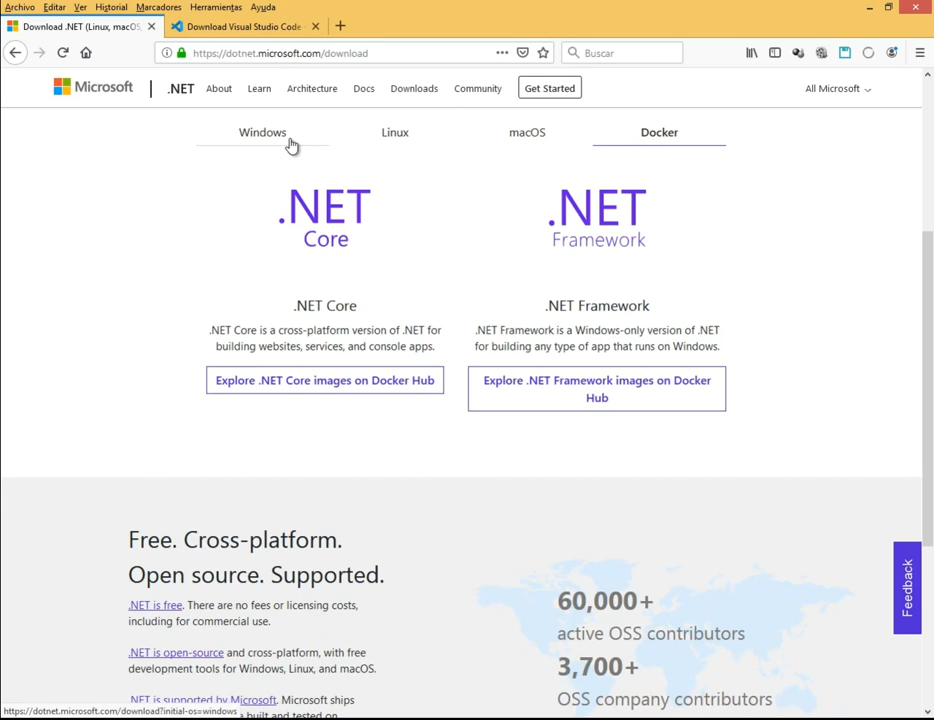 Archivo Editar Ver Historial Marcadores Herramientas Ayuda
Download .NET (Linux, macOS, Download Visual Studio Code -
https://dotnet.microsoft.com/download Buscar
Microsoft .NET About Learn Architecture Docs Downloads Community Get Started All Microsoft
Windows Linux macOS Docker
.NET
Core
.NET
Framework
.NET Core
.NET Core is a cross-platform version of .NET for
building websites, services, and console apps.
Explore .NET Core images on Docker Hub
.NET Framework
.NET Framework is a Windows-only version of .NET
for building any type of app that runs on Windows.
Explore .NET Framework images on Docker
Hub
Free. Cross-platform.
Open source. Supported.
.NET is free. There are no fees or licensing costs,
including for commercial use.
.NET is open-source and cross-platform, with free
development tools for Windows, Linux, and macOS.
.NET is supported by Microsoft. Microsoft ships
a built and tested on
60,000+
active OSS contributors
3,700+
OSS company contributors
Feedback
https://dotnet.microsoft.com/download?initial-os=windows